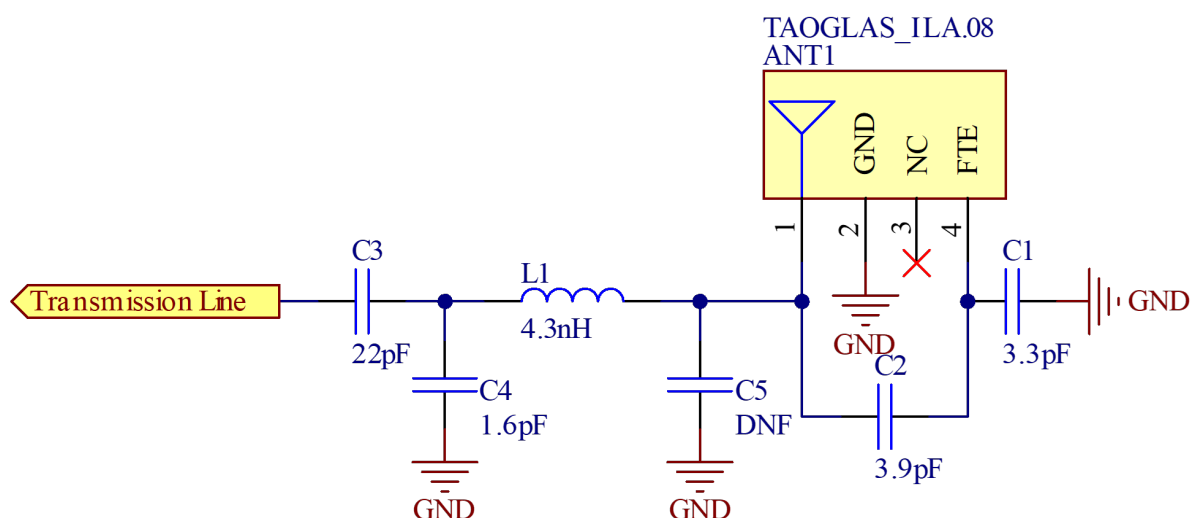 TAOGLAS_ILA.08
ANT1
GND
NC
FTE
1
2
3
4
C3
L1
C1
Transmission Line
GND
22pF
4.3nH
GND
3.3pF
C2
C4
C5
1.6pF
DNF
3.9pF
GND
GND